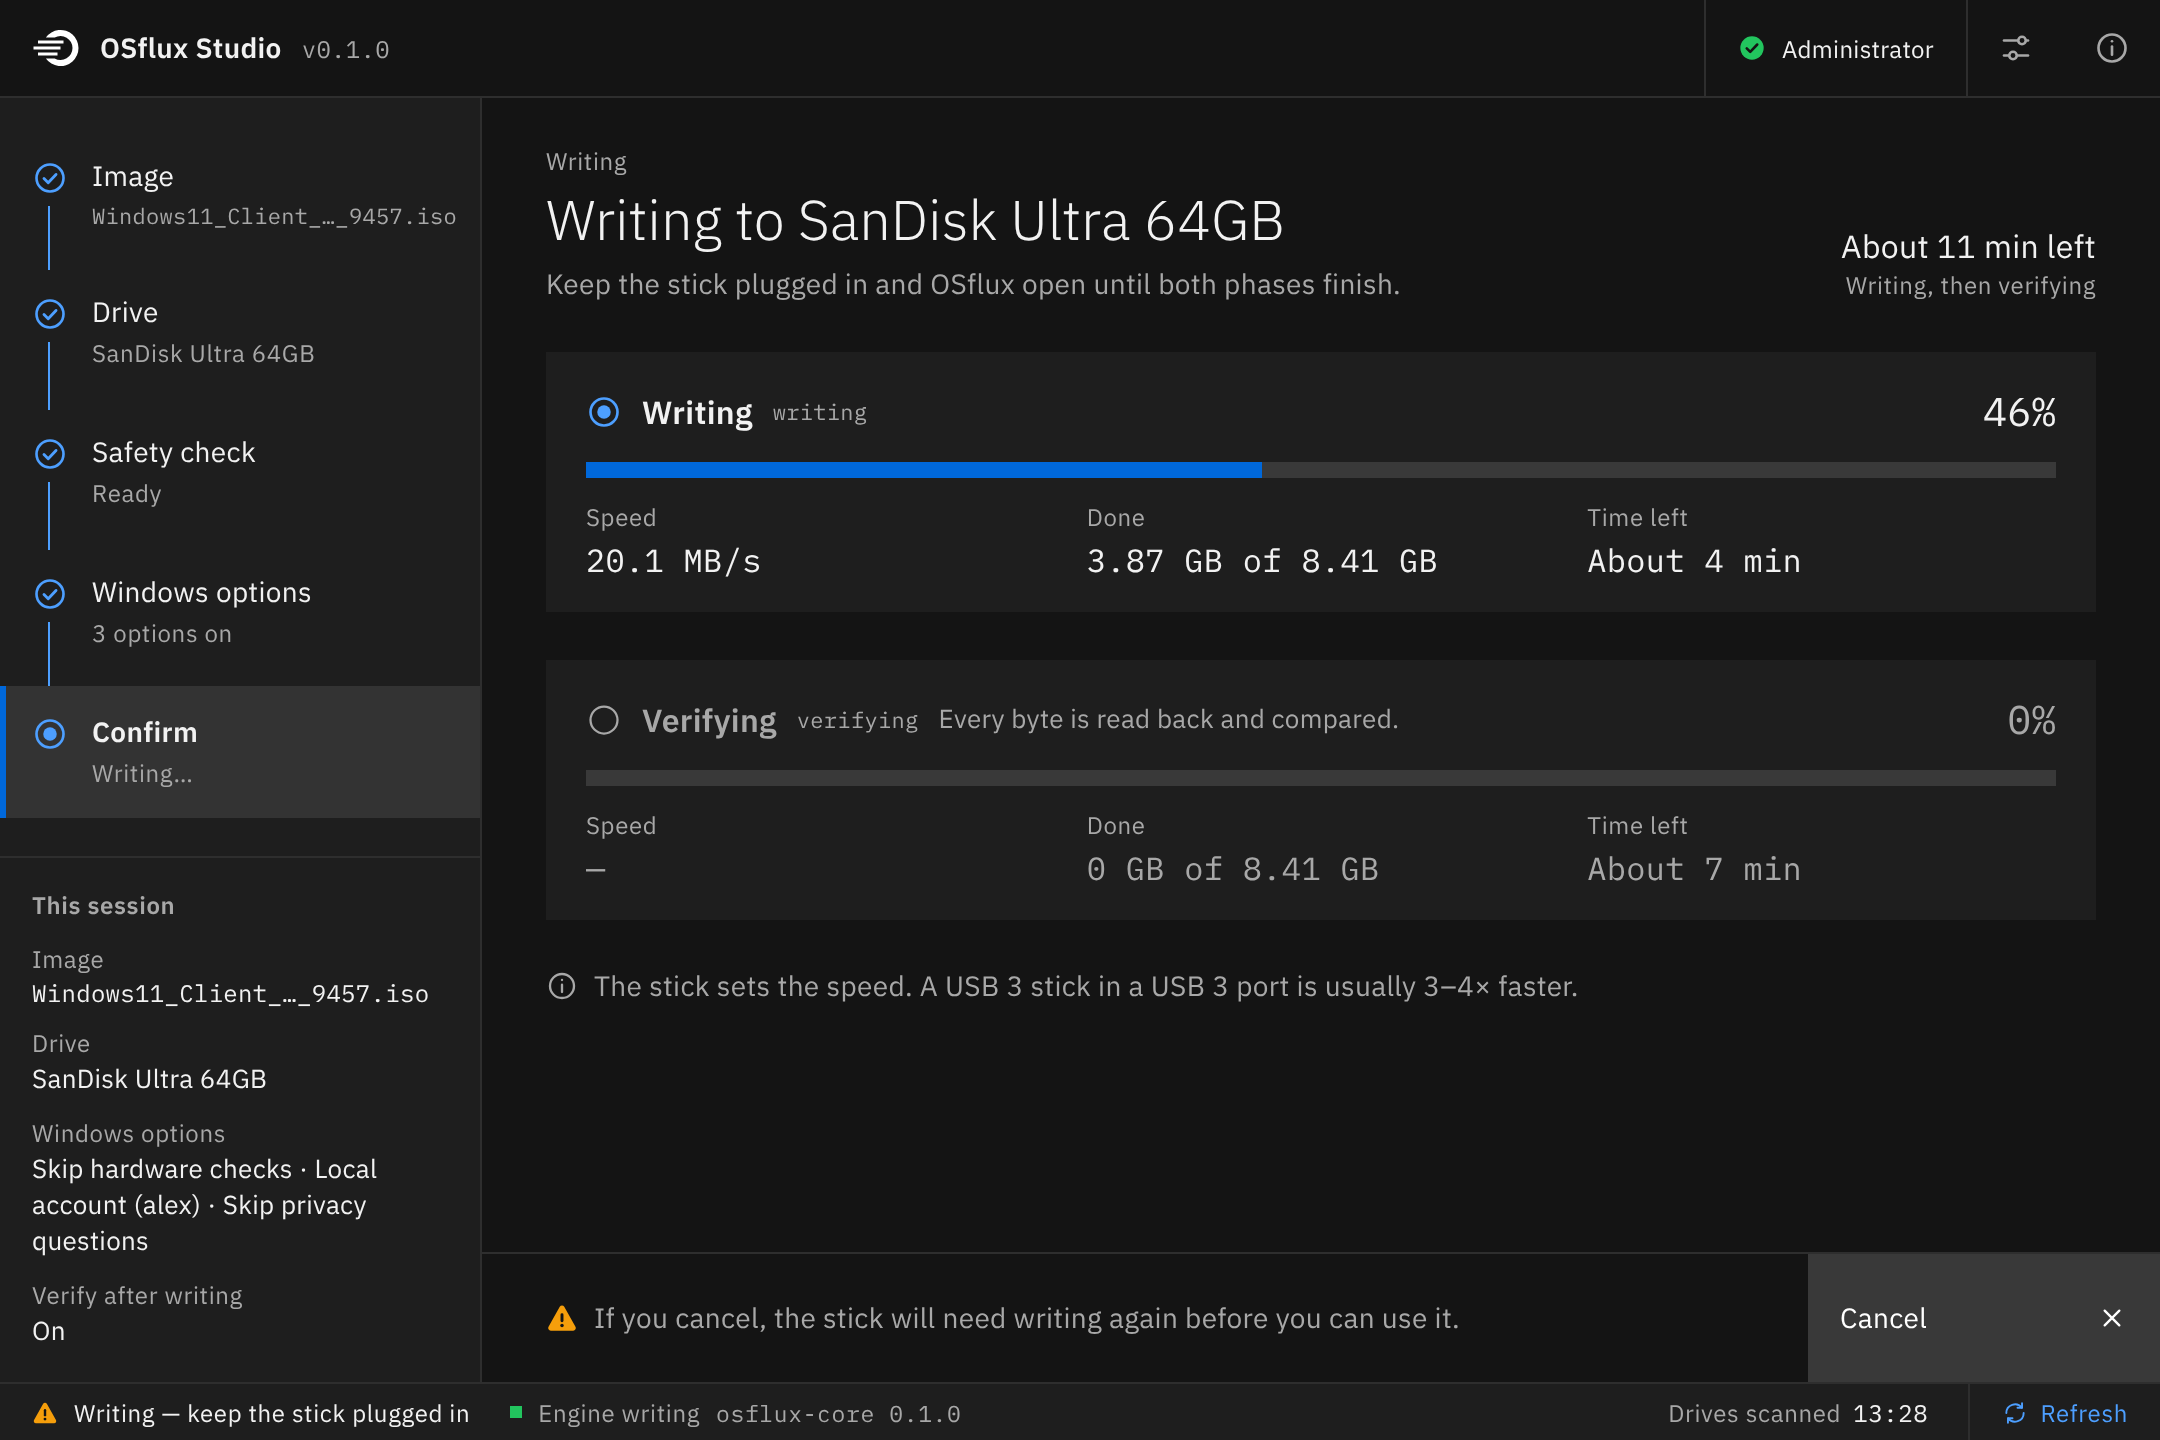 OSflux Studio v0.1.0
Administrator
Image
Windows11_Client_…_9457.iso
Drive
SanDisk Ultra 64GB
Safety check
Ready
Windows options
3 options on
Confirm
Writing...
This session
Image
Windows11_Client_…_9457.iso
Drive
SanDisk Ultra 64GB
Windows options
Skip hardware checks · Local
account (alex) · Skip privacy
questions
Verify after writing
On
Writing
Writing to SanDisk Ultra 64GB
Keep the stick plugged in and OSflux open until both phases finish.
About 11 min left
Writing, then verifying
Writing writing 46%
Speed Done Time left
20.1 MB/s 3.87 GB of 8.41 GB About 4 min
Verifying verifying Every byte is read back and compared. 0%
Speed Done Time left
— 0 GB of 8.41 GB About 7 min
The stick sets the speed. A USB 3 stick in a USB 3 port is usually 3–4× faster.
If you cancel, the stick will need writing again before you can use it.
Cancel
Writing — keep the stick plugged in
Engine writing osflux-core 0.1.0
Drives scanned 13:28
Refresh